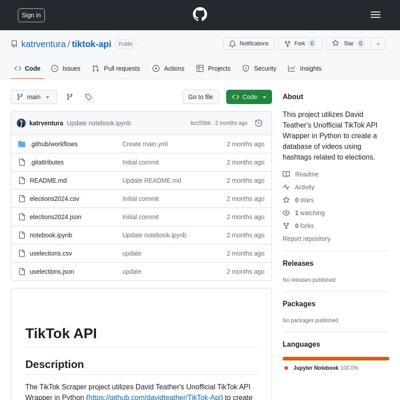 Sign in
katrventura / tiktok-api Public
Notifications Fork 0 Star 0
Code Issues Pull requests Actions Projects Security Insights
main Go to file Code
katrventura Update notebook.ipynb bcc55bb · 2 months ago
.github/workflows Create main.yml 2 months ago
.gitattributes Initial commit 2 months ago
README.md Update README.md 2 months ago
elections2024.csv Initial commit 2 months ago
elections2024.json Initial commit 2 months ago
notebook.ipynb Update notebook.ipynb 2 months ago
uselections.csv update 2 months ago
uselections.json update 2 months ago
TikTok API
Description
The TikTok Scraper project utilizes David Teather's Unofficial TikTok API
Wrapper in Python (https://github.com/davidteather/TikTok-Api) to create
About
This project utilizes David
Teather's Unofficial TikTok API
Wrapper in Python to create a
database of videos using
hashtags related to elections.
Readme
Activity
0 stars
1 watching
0 forks
Report repository
Releases
No releases published
Packages
No packages published
Languages
Jupyter Notebook 100.0%